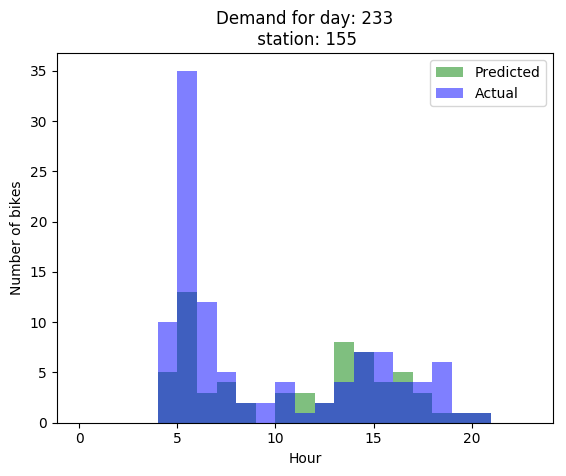 Demand for day: 233
station: 155
Predicted
Actual
Number of bikes
35
30
25
20
15
10
5
0
0
5
10
15
20
Hour